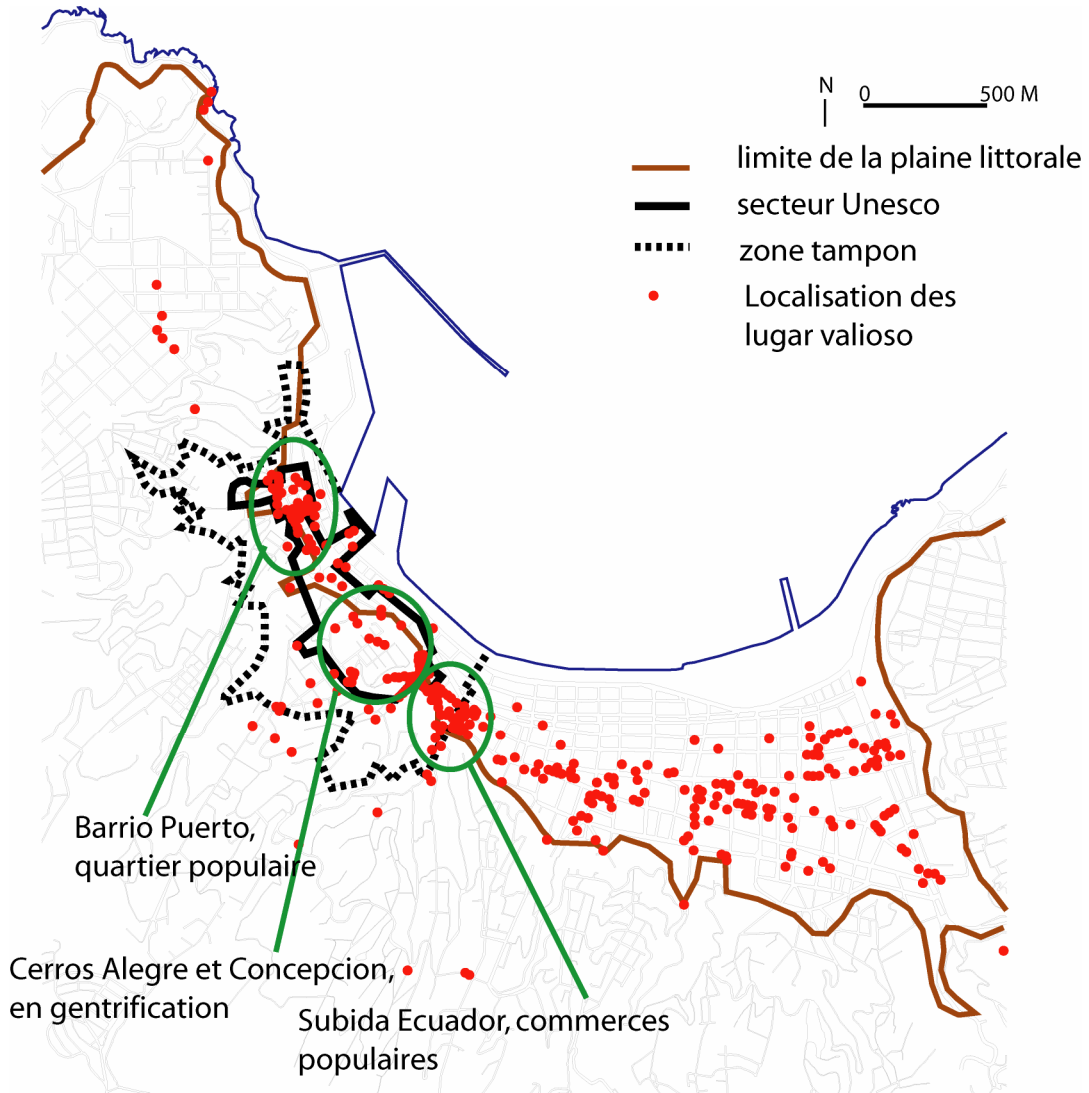 N
0 500 M
limite de la plaine littorale
secteur Unesco
zone tampon
Localisation des
lugar valioso
Barrio Puerto,
quartier populaire
Cerros Alegre et Concepcion,
en gentrification
Subida Ecuador, commerces
populaires